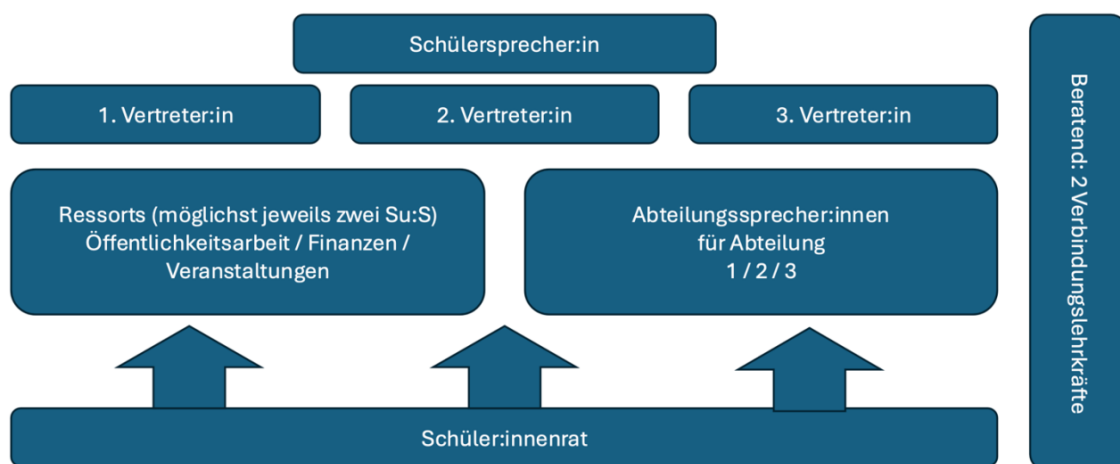 Schülersprecher:in
1. Vertreter:in
2. Vertreter:in
3. Vertreter:in
Ressorts (möglichst jeweils zwei Su:S)
Öffentlichkeitsarbeit / Finanzen /
Veranstaltungen
Abteilungssprecher:innen
für Abteilung
1 / 2 / 3
Schüler:innenrat
Beratend: 2 Verbindungslehrkräfte